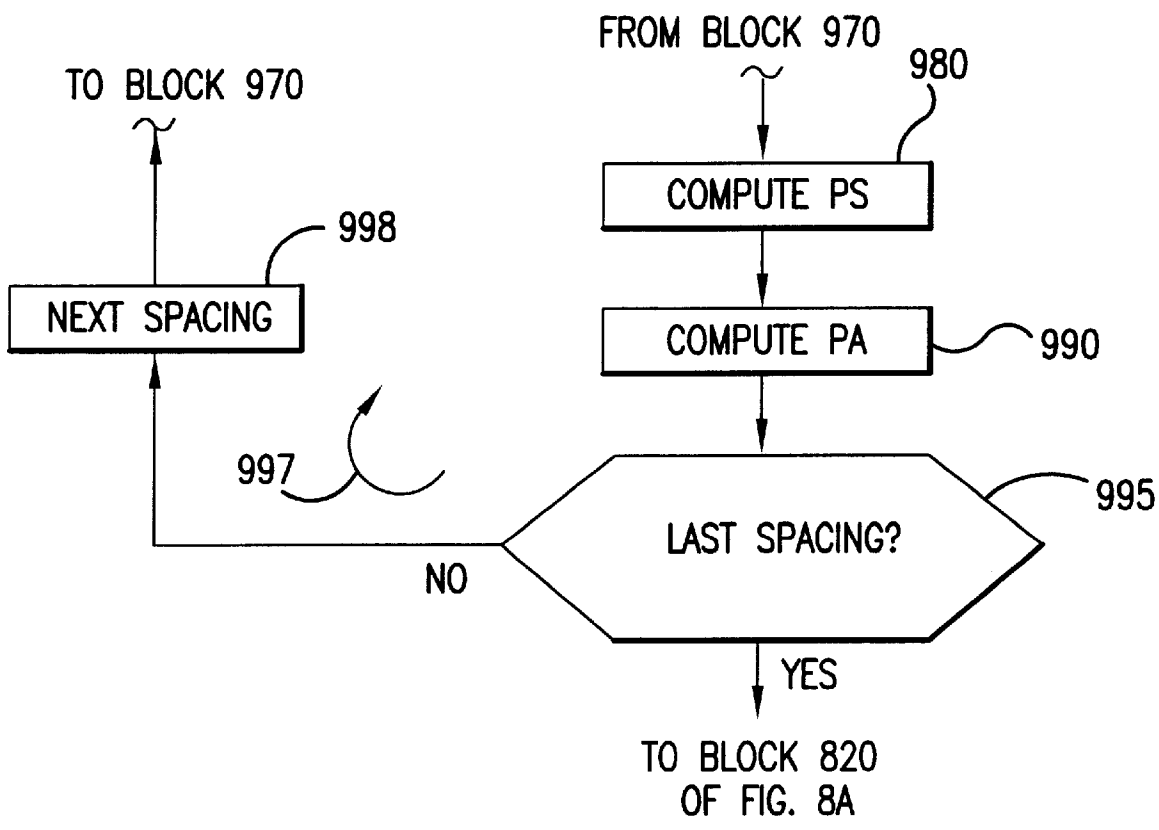 FROM BLOCK 970
TO BLOCK 970
980
COMPUTE PS
998
NEXT SPACING
COMPUTE PA
990
997
995
LAST SPACING?
NO
YES
TO BLOCK 820
OF FIG. 8A